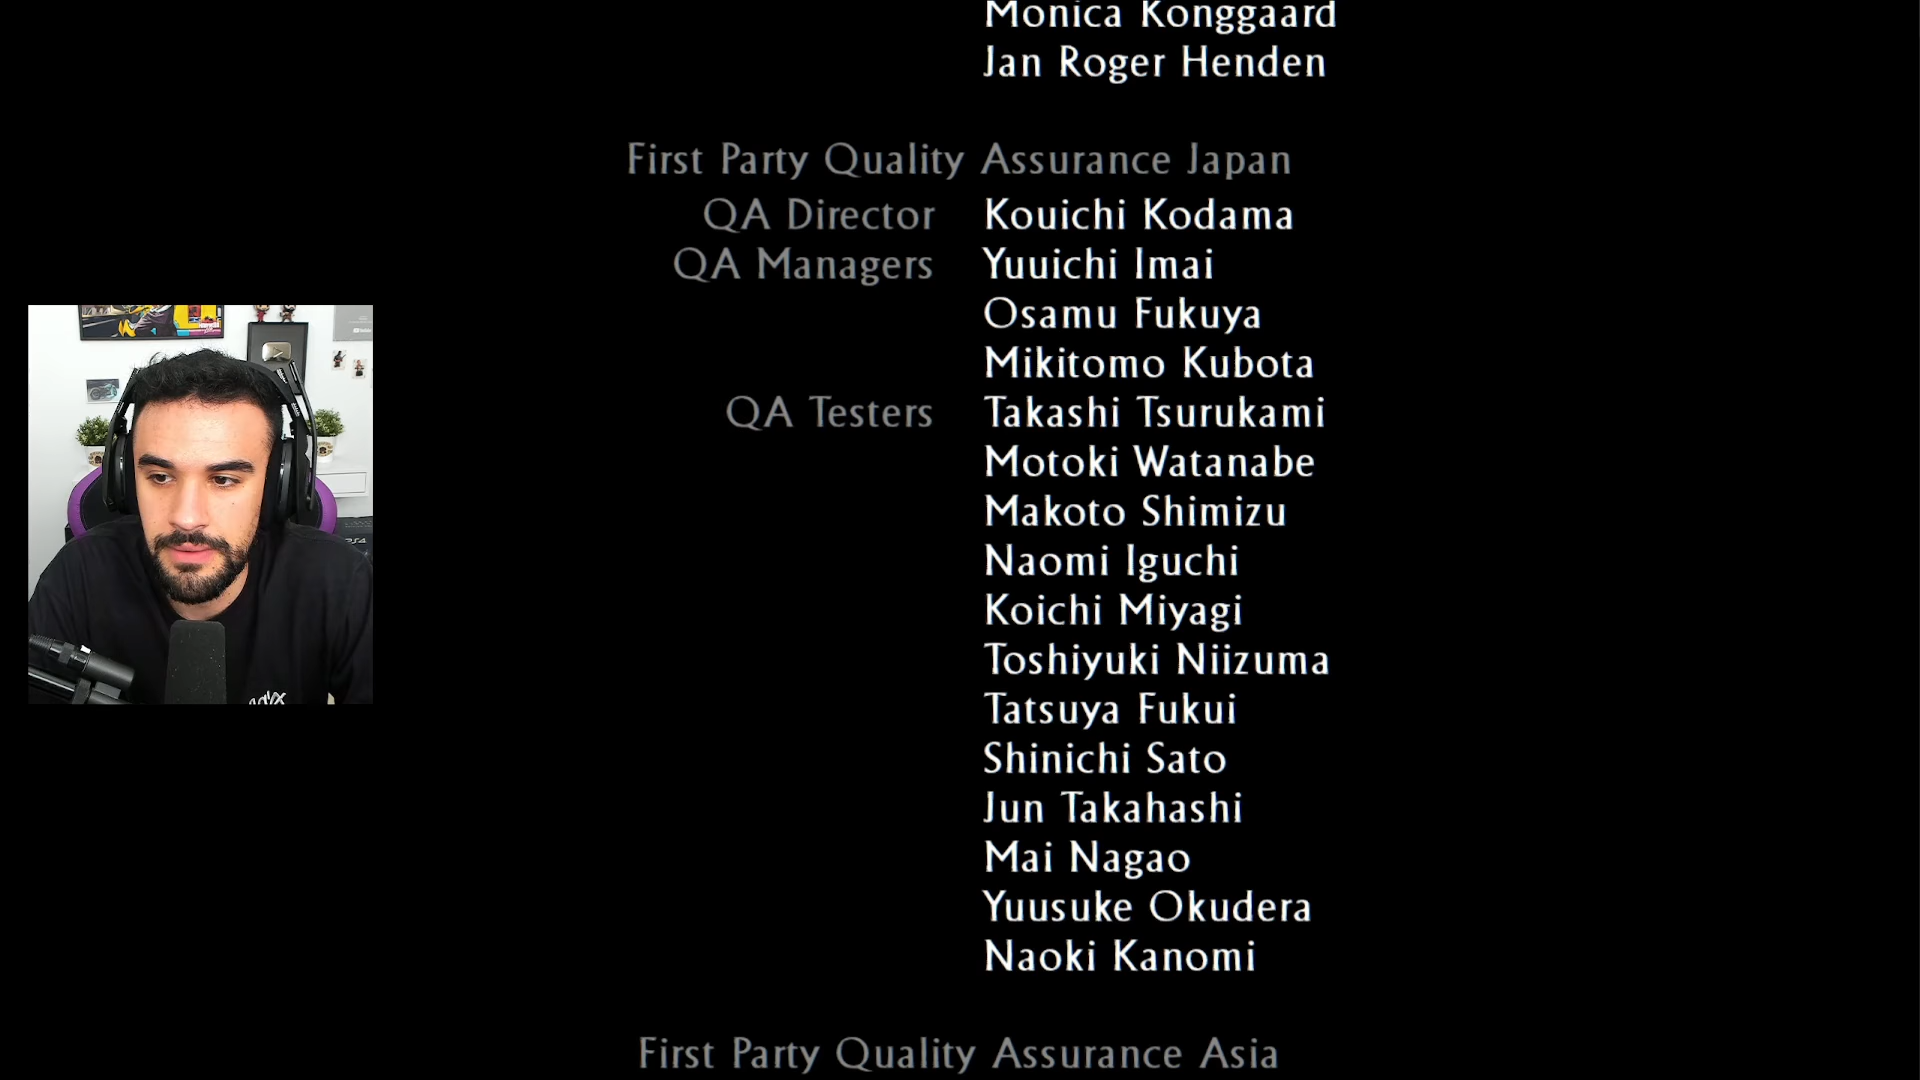 Monica Konggaard
Jan Roger Henden
First Party Quality Assurance Japan
QA Director Kouichi Kodama
QA Managers Yuuichi Imai
Osamu Fukuya
Mikitomo Kubota
QA Testers Takashi Tsurukami
Motoki Watanabe
Makoto Shimizu
Naomi Iguchi
Koichi Miyagi
Toshiyuki Niizuma
Tatsuya Fukui
Shinichi Sato
Jun Takahashi
Mai Nagao
Yuusuke Okudera
Naoki Kanomi
First Party Quality Assurance Asia
PS4